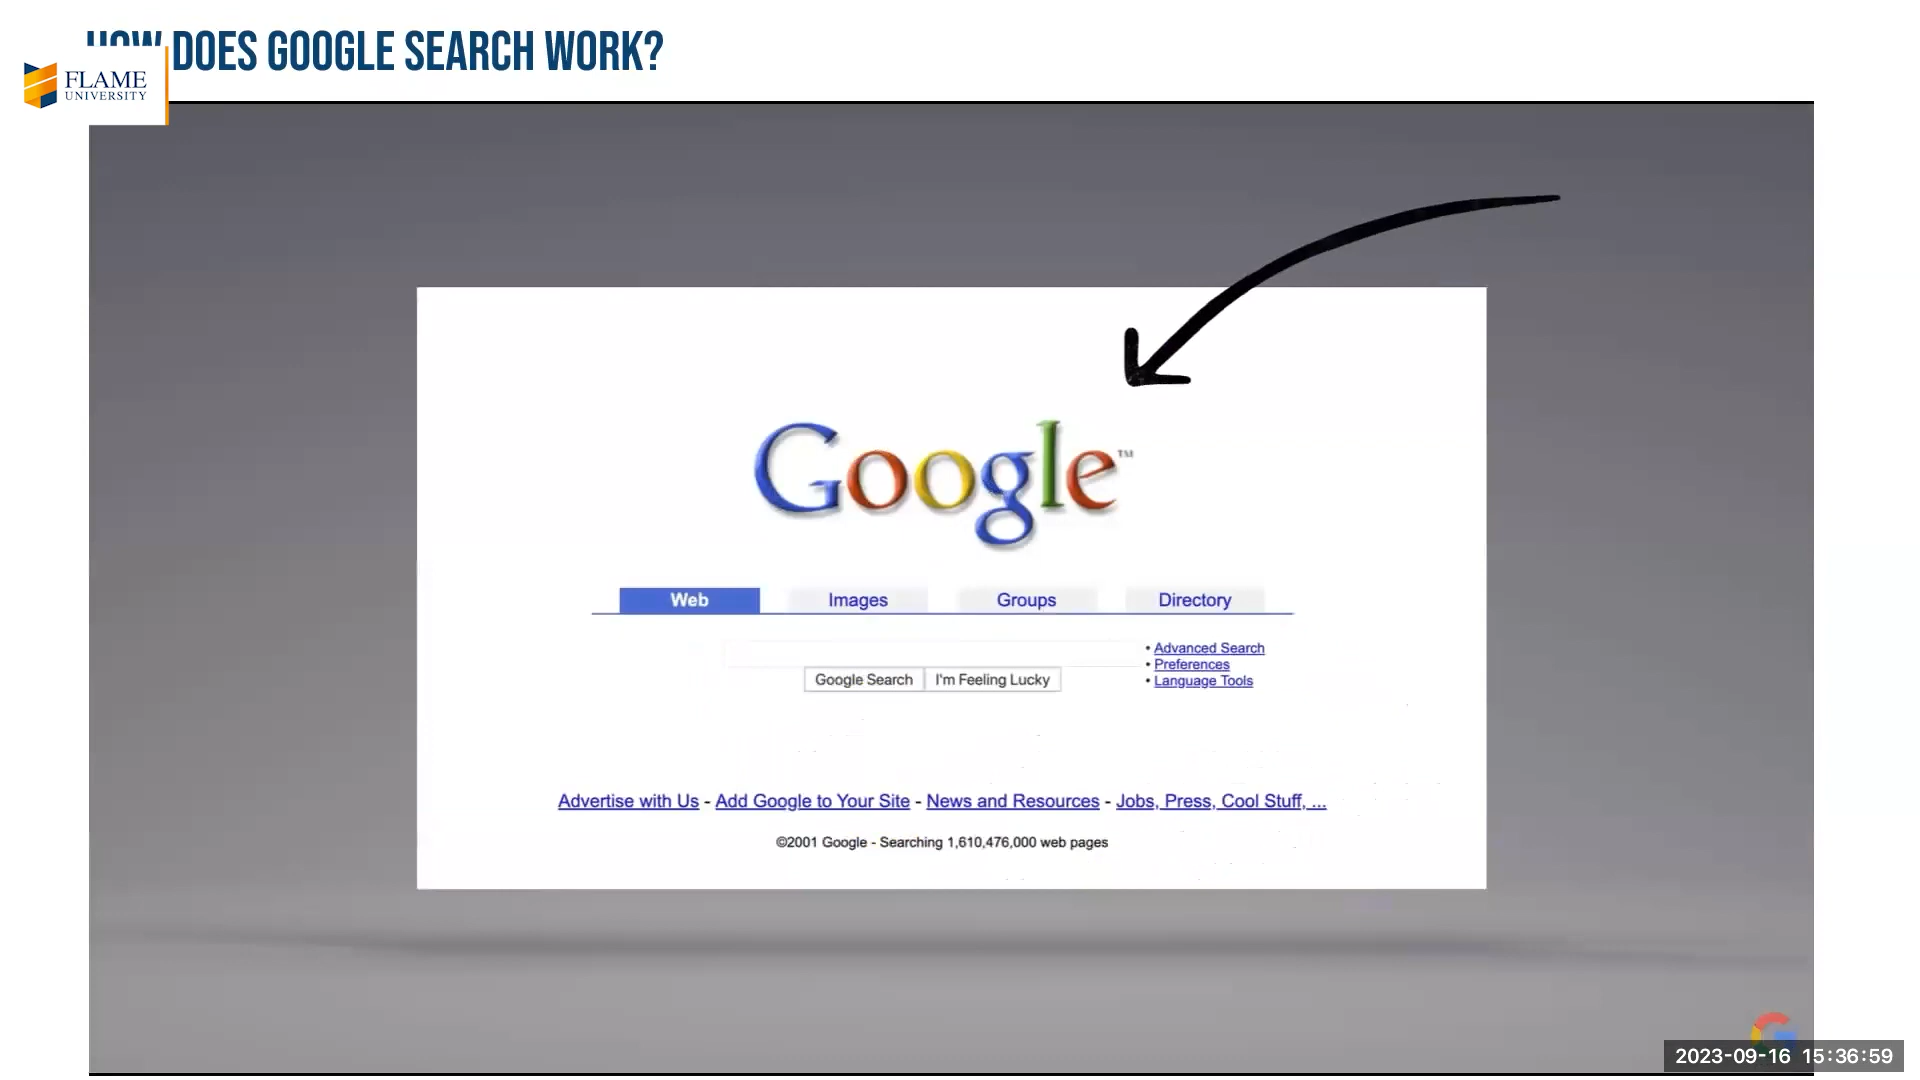 HOW DOES GOOGLE SEARCH WORK?
FLAME
UNIVERSITY
Google™
Web Images Groups Directory
• Advanced Search
• Preferences
• Language Tools
Google Search I'm Feeling Lucky
Advertise with Us - Add Google to Your Site - News and Resources - Jobs, Press, Cool Stuff, ...
©2001 Google - Searching 1,610,476,000 web pages
2023-09-16 15:36:59